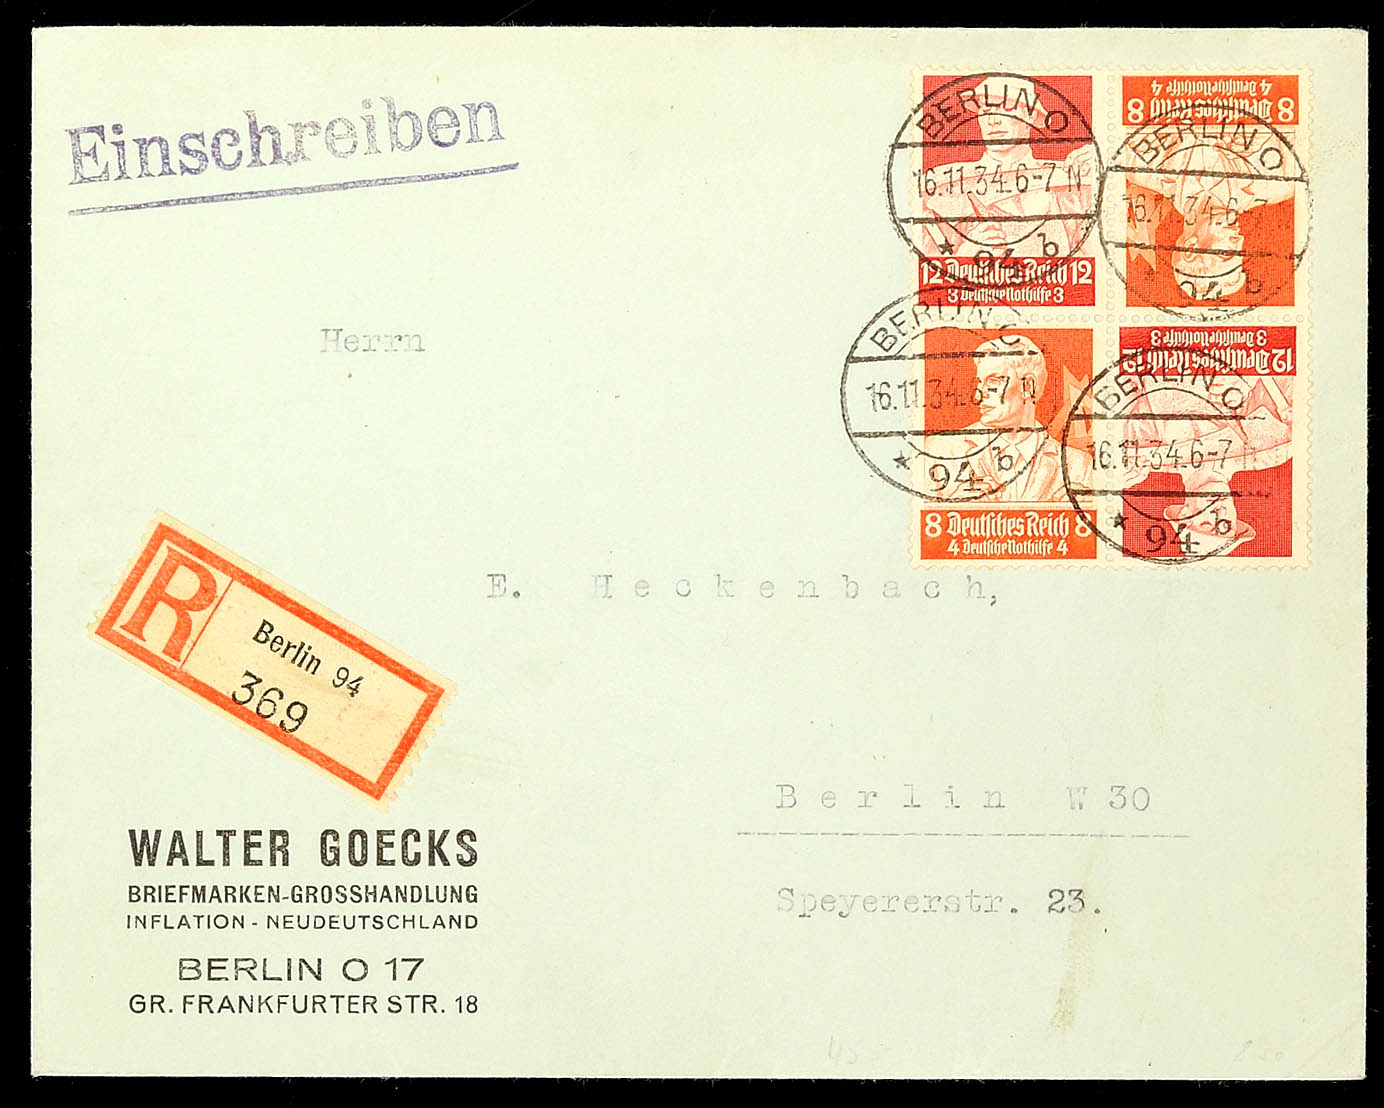 Einschreiben
BERLIN O
16.11.34.6-7 N
* 94 b
12 Deutsches Reich 12
3 Deutsche Nothilfe 3
4 Deutsche Nothilfe 4
8 Deutsches Reich 8
BERLIN O
16.11.34.6-7 N
* 94 b
BERLIN O
16.11.34.6-7 N
* 94 b
8 Deutsches Reich 8
4 Deutsche Nothilfe 4
3 Deutsche Nothilfe 3
12 Deutsches Reich 12
BERLIN O
16.11.34.6-7 N
* 94 b
Herrn
E. Heckenbach,
R
Berlin 94
369
Berlin W 30
Speyererstr. 23.
WALTER GOECKS
BRIEFMARKEN-GROSSHANDLUNG
INFLATION - NEUDEUTSCHLAND
BERLIN O 17
GR. FRANKFURTER STR. 18